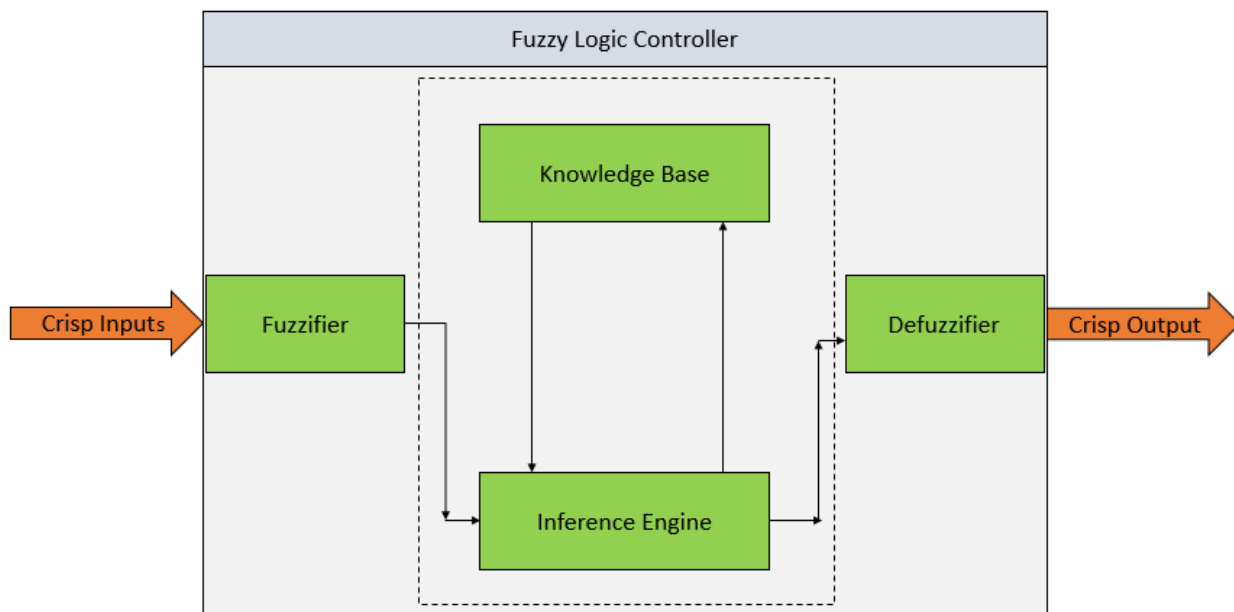 Fuzzy Logic Controller
Knowledge Base
Crisp Inputs
Fuzzifier
Defuzzifier
Crisp Output
Inference Engine